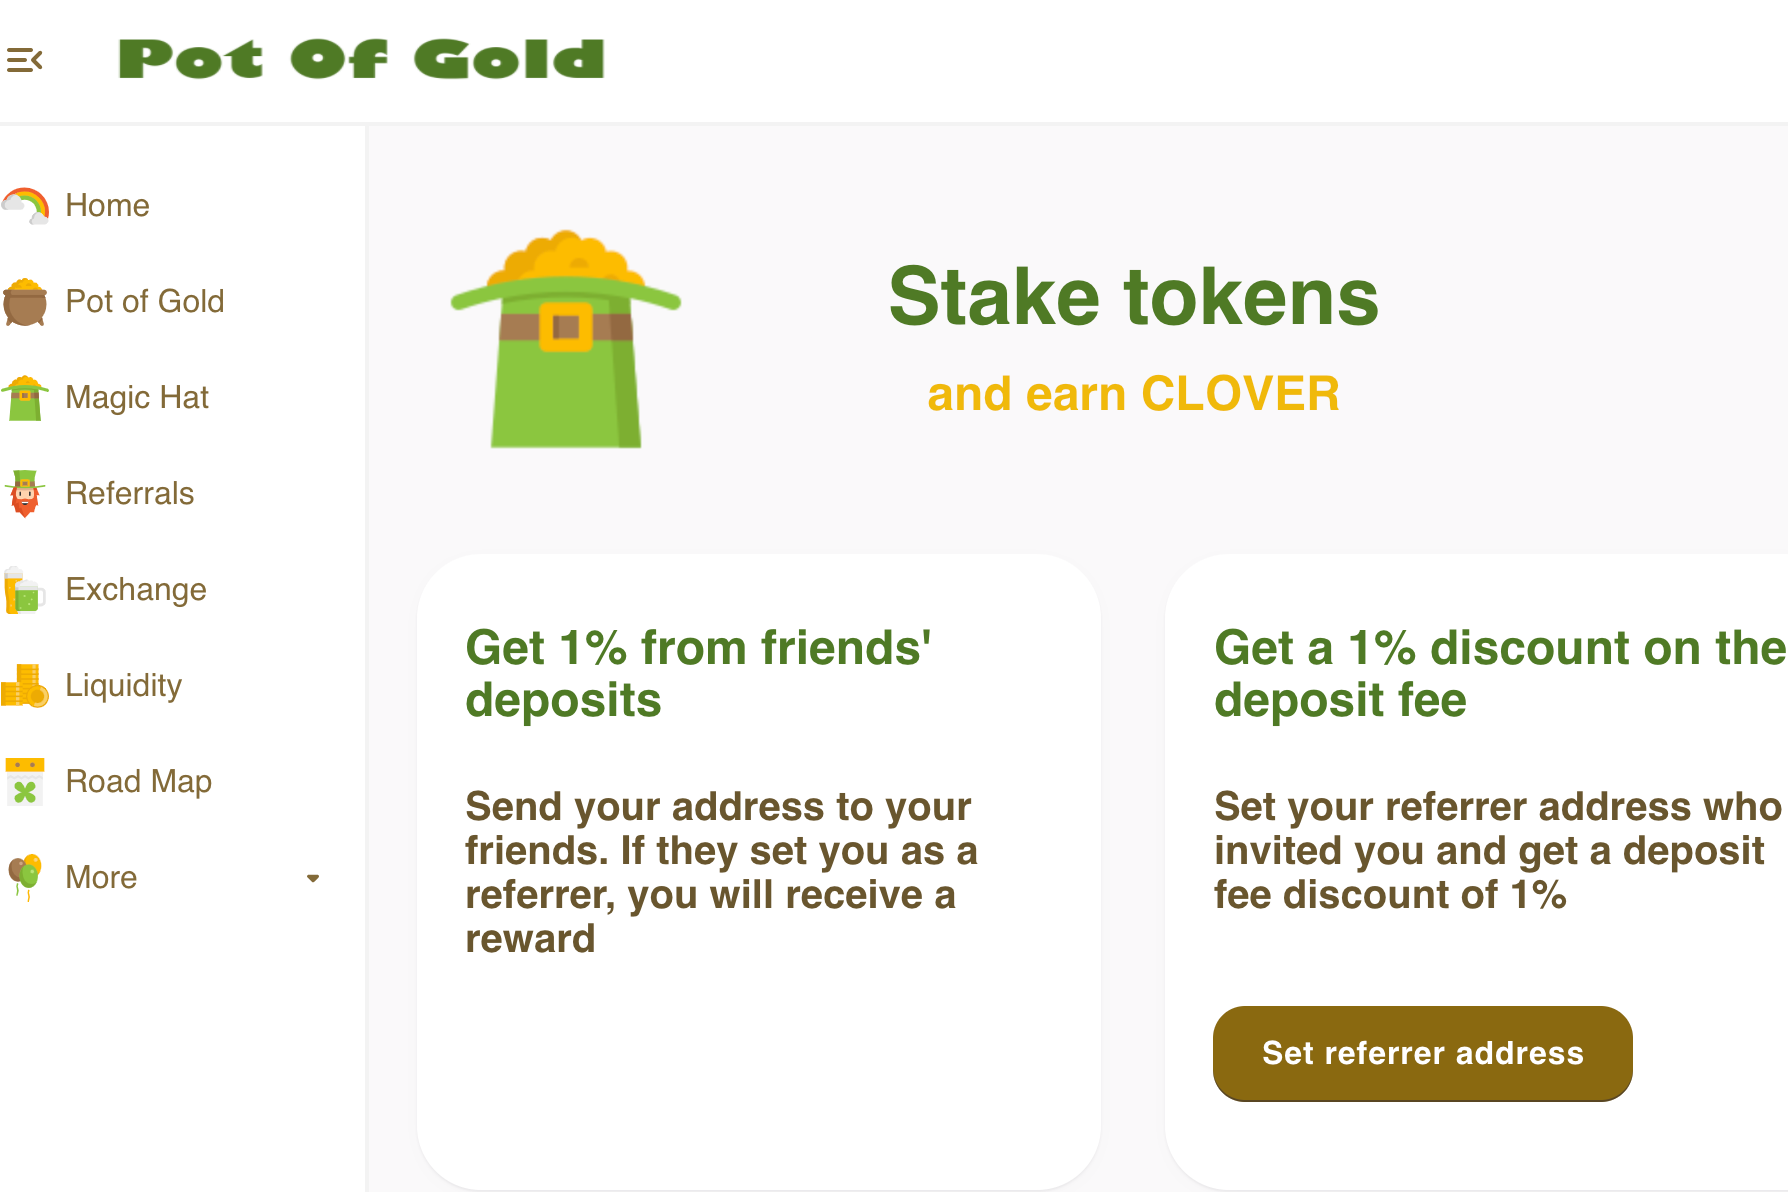 Pot Of Gold
Home
Pot of Gold
Magic Hat
Referrals
Exchange
Liquidity
Road Map
More
Stake tokens
and earn CLOVER
Get 1% from friends'
deposits
Send your address to your
friends. If they set you as a
referrer, you will receive a
reward
Get a 1% discount on the
deposit fee
Set your referrer address who
invited you and get a deposit
fee discount of 1%
Set referrer address